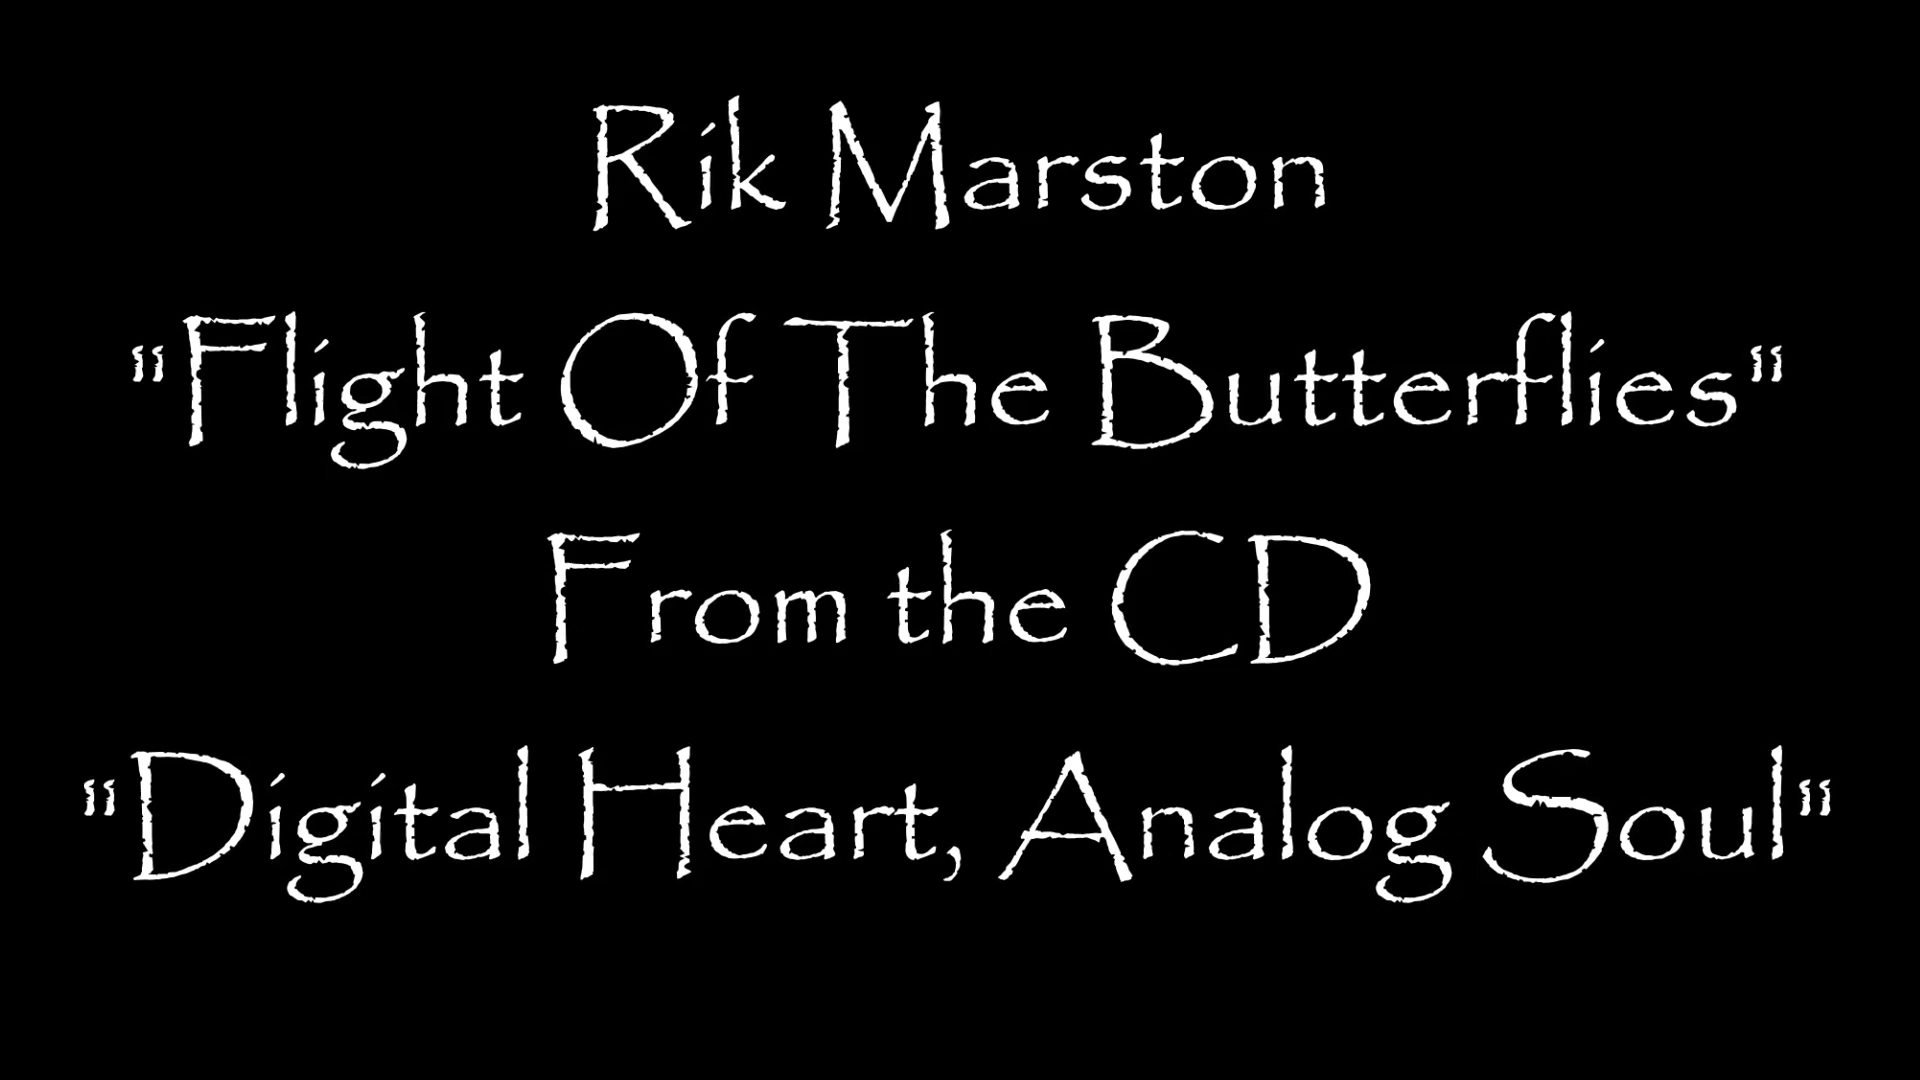 Rik Marston
"Flight Of The Butterflies"
From the CD
"Digital Heart, Analog Soul"